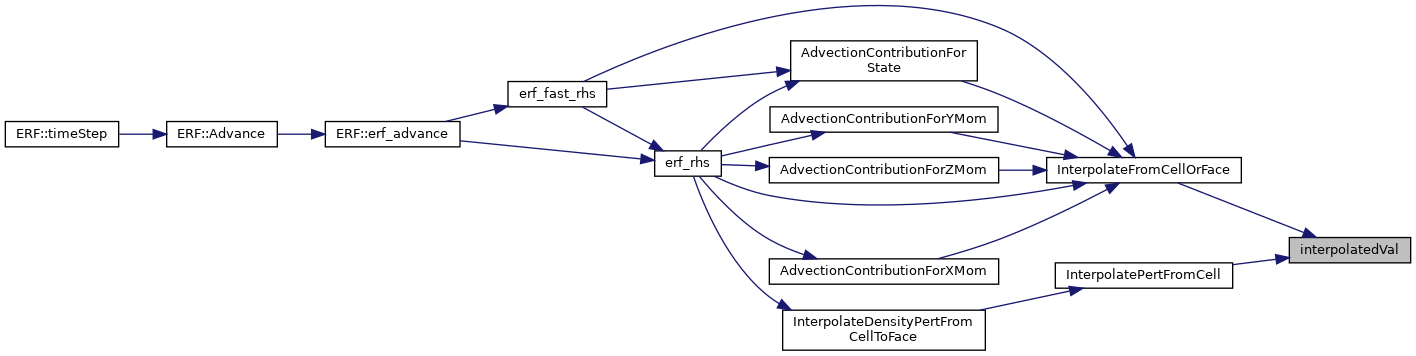 ERF::timeStep
ERF::Advance
ERF::erf_advance
erf_fast_rhs
erf_rhs
AdvectionContributionFor
State
AdvectionContributionForYMom
AdvectionContributionForZMom
AdvectionContributionForXMom
InterpolateDensityPertFrom
CellToFace
InterpolateFromCellOrFace
InterpolatePertFromCell
interpolatedVal